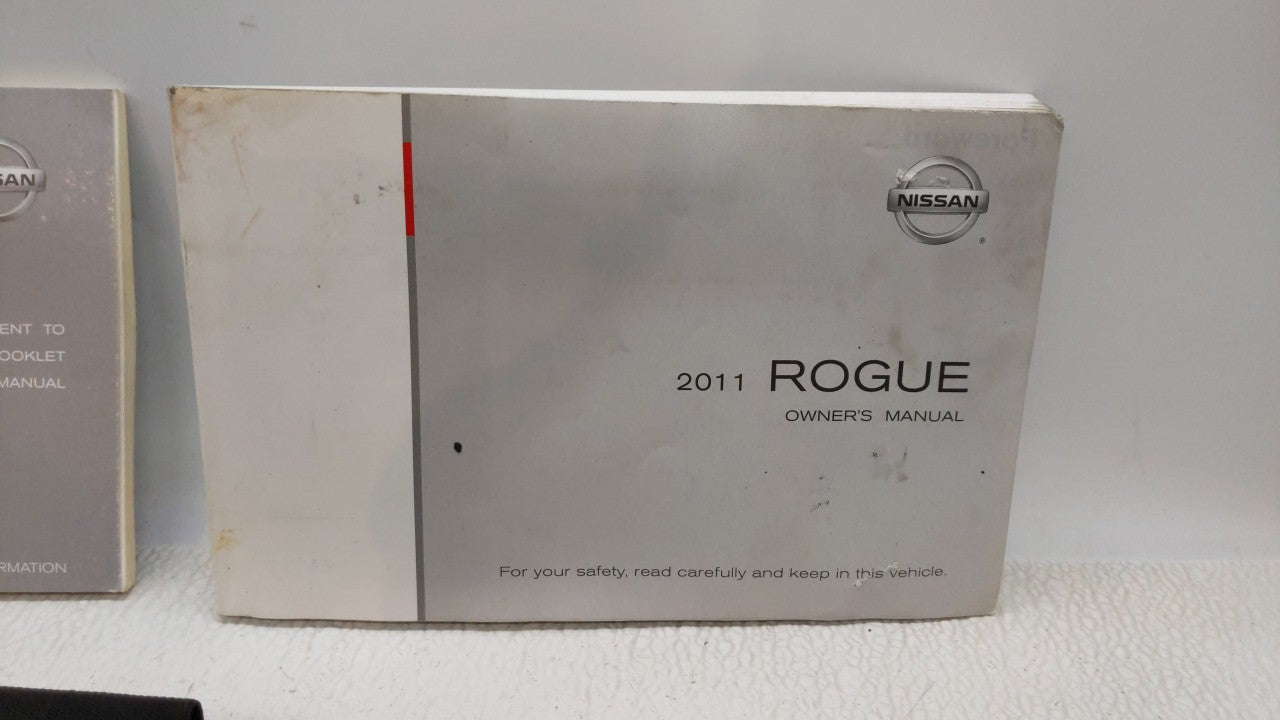 SAN
ENT TO
OOKLET
MANUAL
RMATION
Foreword
NISSAN
®
2011 ROGUE
OWNER'S MANUAL
For your safety, read carefully and keep in this vehicle.